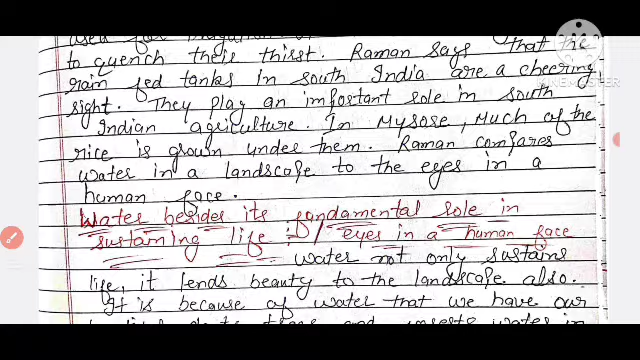 to quench their thirst. Raman says that the
rain fed tanks in south India are a cheering
sight. They play an important role in south
Indian agriculture. In Mysose, Much of the
rice is grown under them. Raman compares
water in a landscape to the eyes in a
human face.
Water besides its fundamental role in
sustaining life :- / eyes in a human face
water not only sustains
life, it lends beauty to the landscape also.
It is because of water that we have our